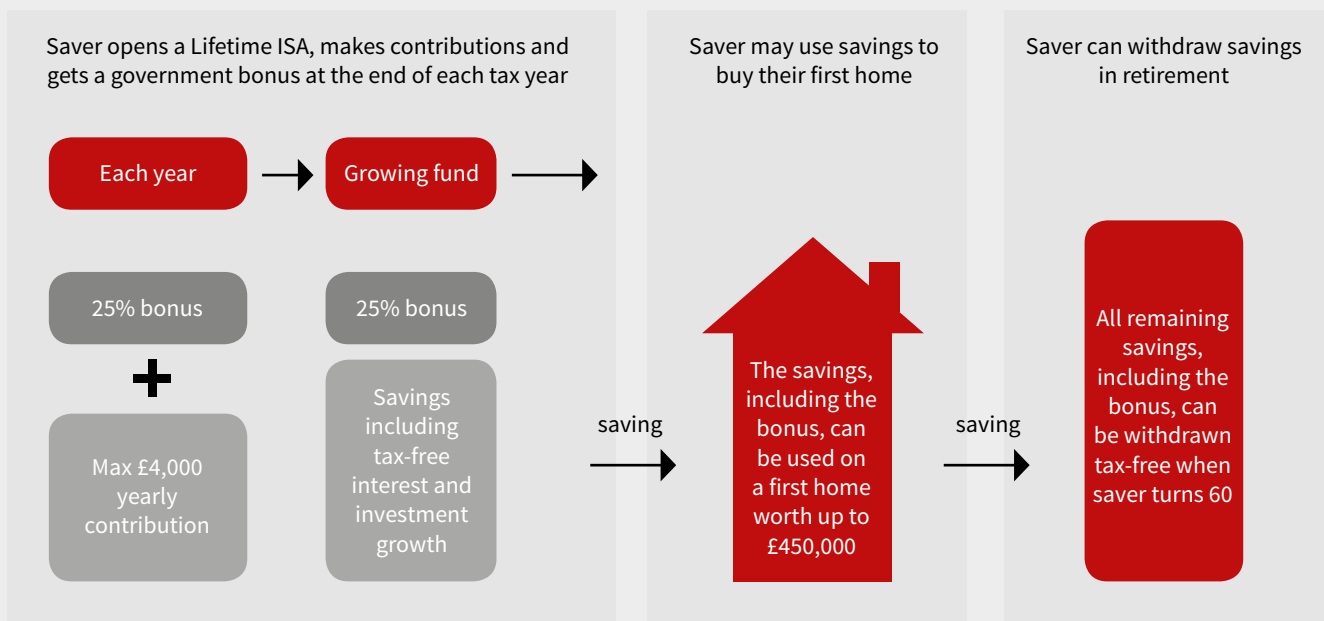 Saver opens a Lifetime ISA, makes contributions and
gets a government bonus at the end of each tax year
Each year
Growing fund
25% bonus
25% bonus
Max £4,000
yearly
contribution
Savings
including
tax-free
interest and
investment
growth
saving
Saver may use savings to
buy their first home
The savings,
including the
bonus, can
be used on
a first home
worth up to
£450,000
saving
Saver can withdraw savings
in retirement
All remaining
savings,
including the
bonus, can
be withdrawn
tax-free when
saver turns 60